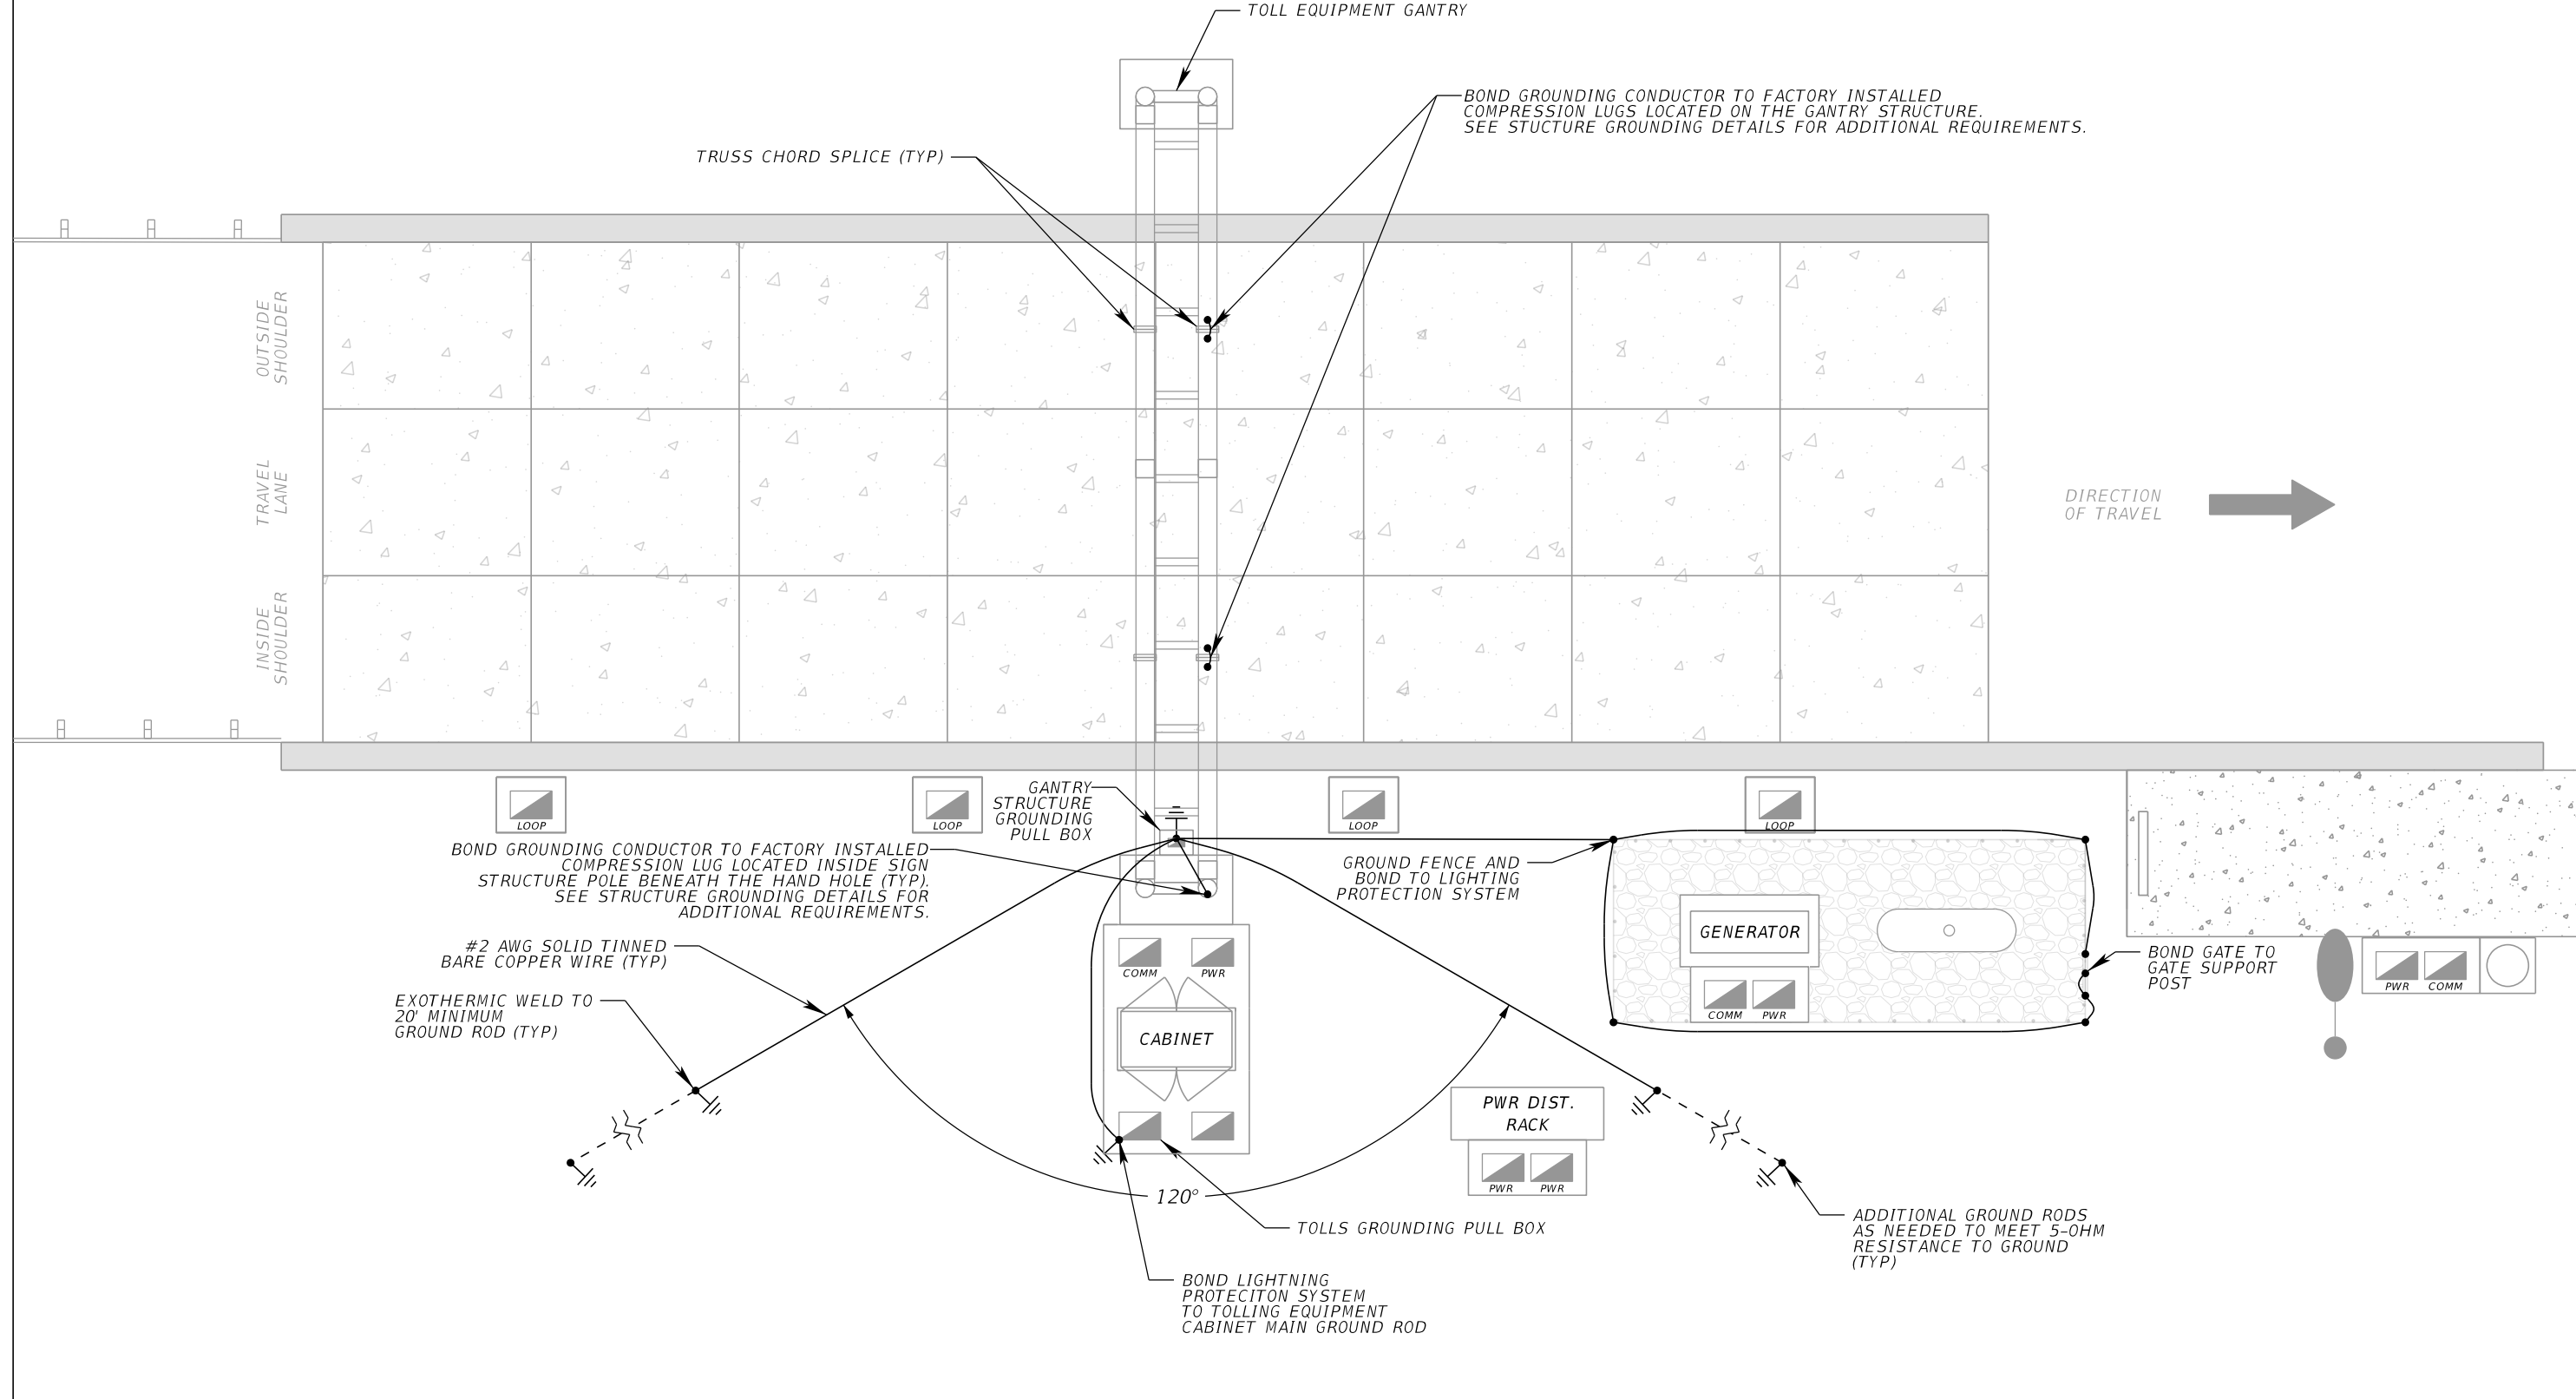 TOLL EQUIPMENT GANTRY
BOND GROUNDING CONDUCTOR TO FACTORY INSTALLED
COMPRESSION LUGS LOCATED ON THE GANTRY STRUCTURE.
SEE STUCTURE GROUNDING DETAILS FOR ADDITIONAL REQUIREMENTS.
TRUSS CHORD SPLICE (TYP)
OUTSIDE
SHOULDER
TRAVEL
LANE
INSIDE
SHOULDER
DIRECTION
OF TRAVEL
LOOP
LOOP
LOOP
LOOP
GANTRY
STRUCTURE
GROUNDING
PULL BOX
BOND GROUNDING CONDUCTOR TO FACTORY INSTALLED
COMPRESSION LUG LOCATED INSIDE SIGN
STRUCTURE POLE BENEATH THE HAND HOLE (TYP).
SEE STRUCTURE GROUNDING DETAILS FOR
ADDITIONAL REQUIREMENTS.
GROUND FENCE AND
BOND TO LIGHTING
PROTECTION SYSTEM
GENERATOR
COMM
PWR
BOND GATE TO
GATE SUPPORT
POST
PWR
COMM
#2 AWG SOLID TINNED
BARE COPPER WIRE (TYP)
EXOTHERMIC WELD TO
20' MINIMUM
GROUND ROD (TYP)
COMM
PWR
CABINET
PWR DIST.
RACK
PWR
PWR
120°
TOLLS GROUNDING PULL BOX
ADDITIONAL GROUND RODS
AS NEEDED TO MEET 5-OHM
RESISTANCE TO GROUND
(TYP)
BOND LIGHTNING
PROTECITON SYSTEM
TO TOLLING EQUIPMENT
CABINET MAIN GROUND ROD